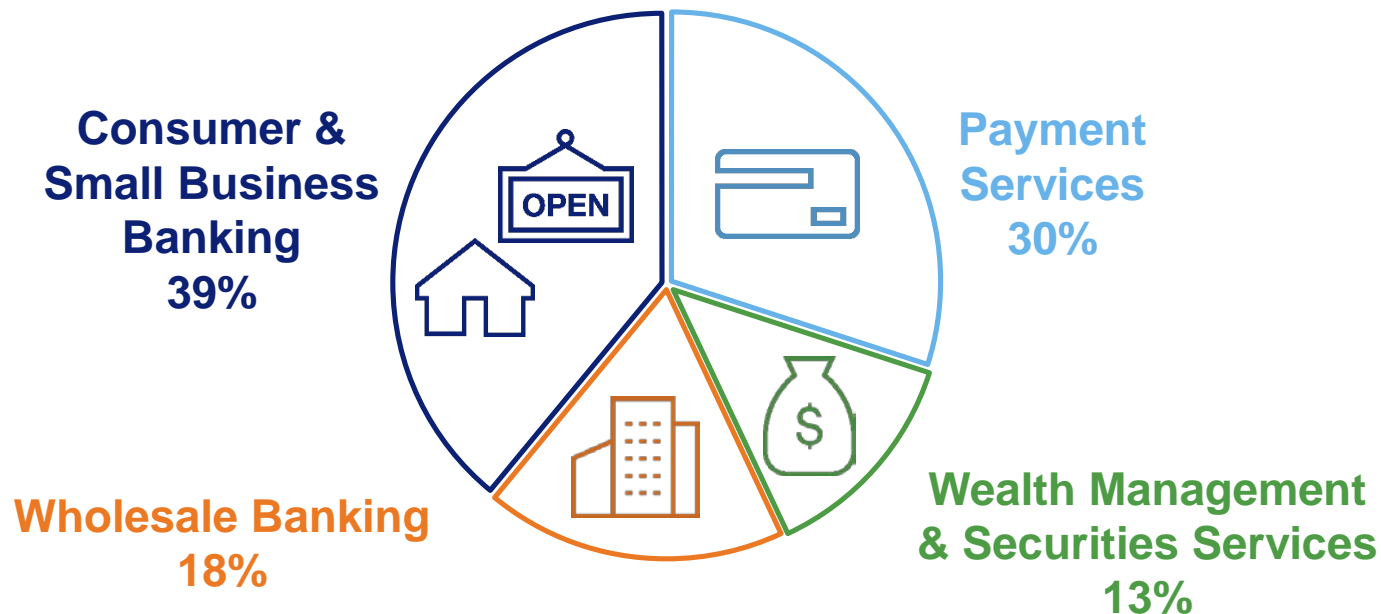 Consumer &
Small Business
Banking
39%
OPEN
Payment
Services
30%
$
Wholesale Banking
18%
Wealth Management
& Securities Services
13%